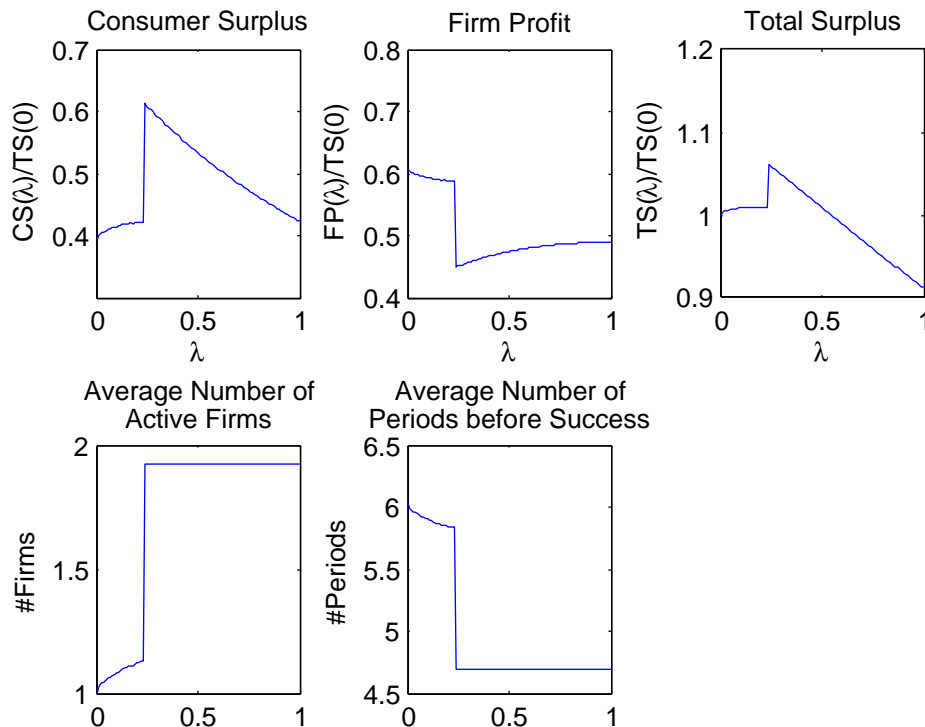 Consumer Surplus
0.7
0.6
0.5
0.4
CS(λ)/TS(0)
0 0.5 1
λ
Firm Profit
0.8
0.7
0.6
0.5
0.4
FP(λ)/TS(0)
0 0.5 1
λ
Total Surplus
1.2
1.1
1
0.9
TS(λ)/TS(0)
0 0.5 1
λ
Average Number of
Active Firms
2
1.5
1
#Firms
0 0.5 1
Average Number of
Periods before Success
6.5
6
5.5
5
4.5
#Periods
0 0.5 1